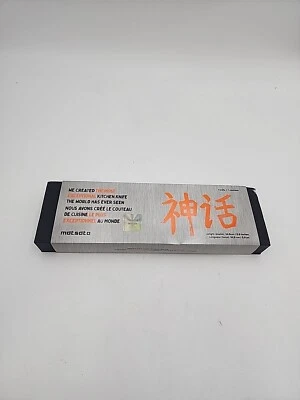 WE CREATED THE MOST
EXCEPTIONAL KITCHEN KNIFE
THE WORLD HAS EVER SEEN
NOUS AVONS CRÉÉ LE COUTEAU
DE CUISINE LE PLUS
EXCEPTIONNEL AU MONDE
matsato
神话